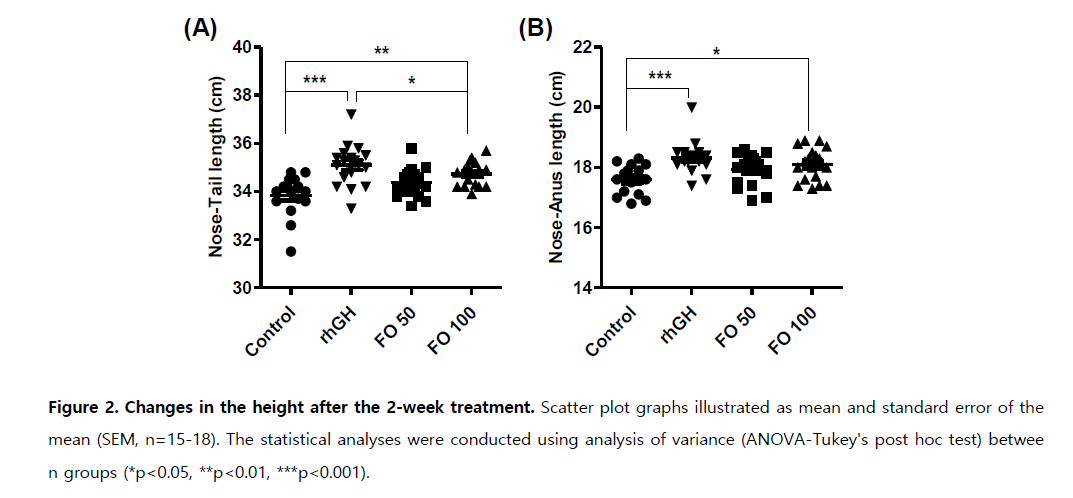 (A)
Nose-Tail length (cm)
40
38
36
34
32
30
***
**
*
Control
rhGH
FO 50
FO 100
(B)
Nose-Anus length (cm)
22
20
18
16
14
***
*
Control
rhGH
FO 50
FO 100
Figure 2. Changes in the height after the 2-week treatment. Scatter plot graphs illustrated as mean and standard error of the
mean (SEM, n=15-18). The statistical analyses were conducted using analysis of variance (ANOVA-Tukey's post hoc test) betwee
n groups (*p<0.05, **p<0.01, ***p<0.001).